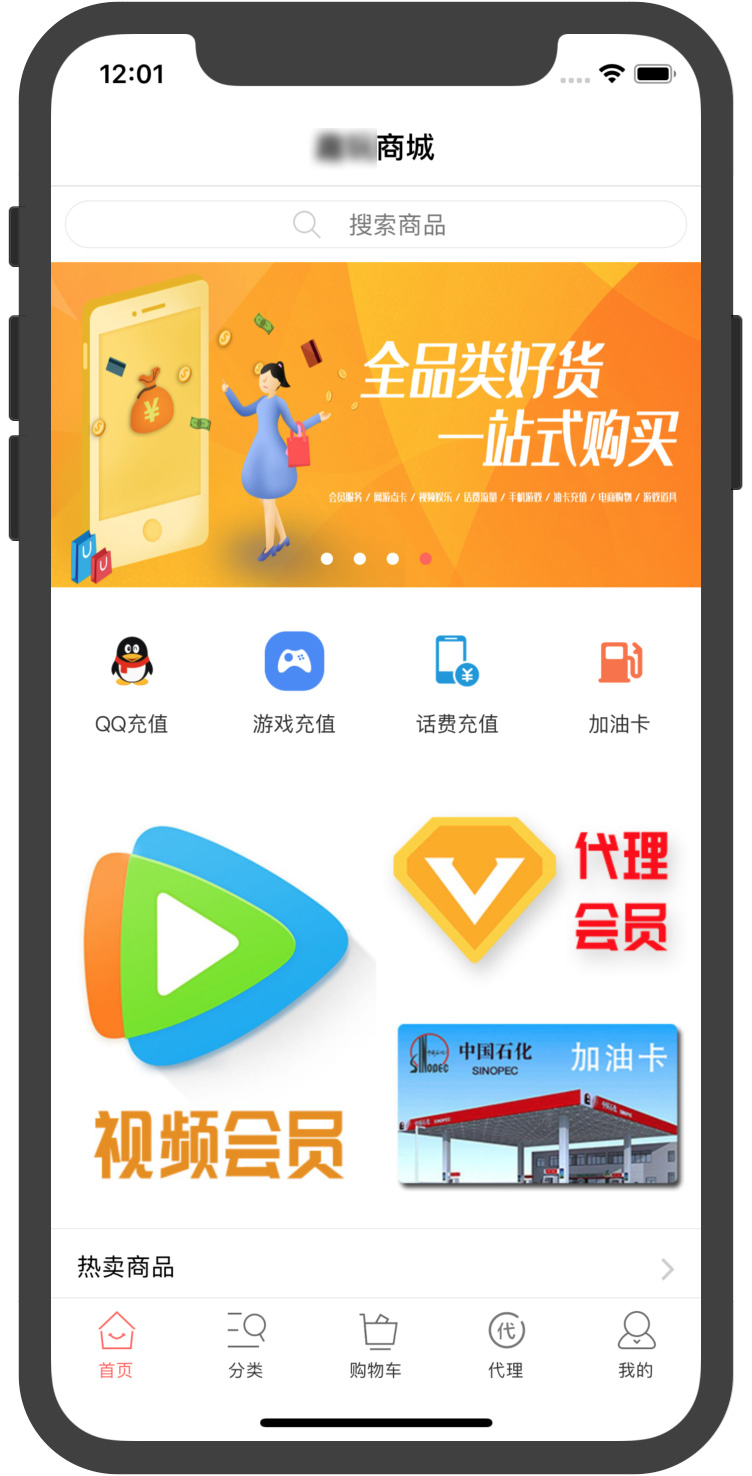 12:01
商城
搜索商品
全品类好货
一站式购买
会员服务 / 网游点卡 / 视频娱乐 / 话费流量 / 手机游戏 / 油卡充值 / 电商购物 / 游戏道具
QQ充值
游戏充值
话费充值
加油卡
代理
会员
视频会员
中国石化
SINOPEC
加油卡
SINOPEC
热卖商品
首页
分类
购物车
代
代理
我的